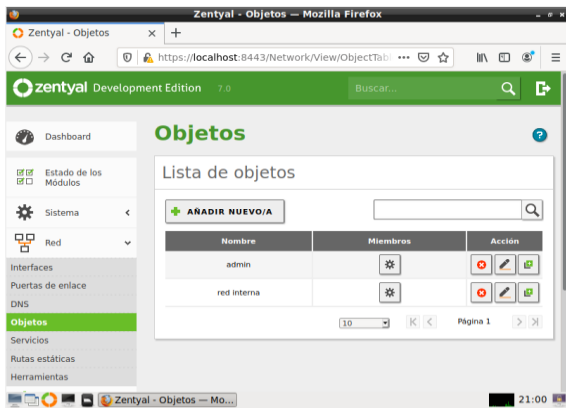 Zentyal - Objetos — Mozilla Firefox
Zentyal - Objetos
https://localhost:8443/Network/View/ObjectTabl
zentyal Development Edition 7.0
Buscar...
Dashboard
Estado de los
Módulos
Sistema
Red
Interfaces
Puertas de enlace
DNS
Objetos
Servicios
Rutas estáticas
Herramientas
Objetos
Lista de objetos
AÑADIR NUEVO/A
Nombre Miembros Acción
admin
red interna
10 Página 1
Zentyal - Objetos — Mo...
21:00